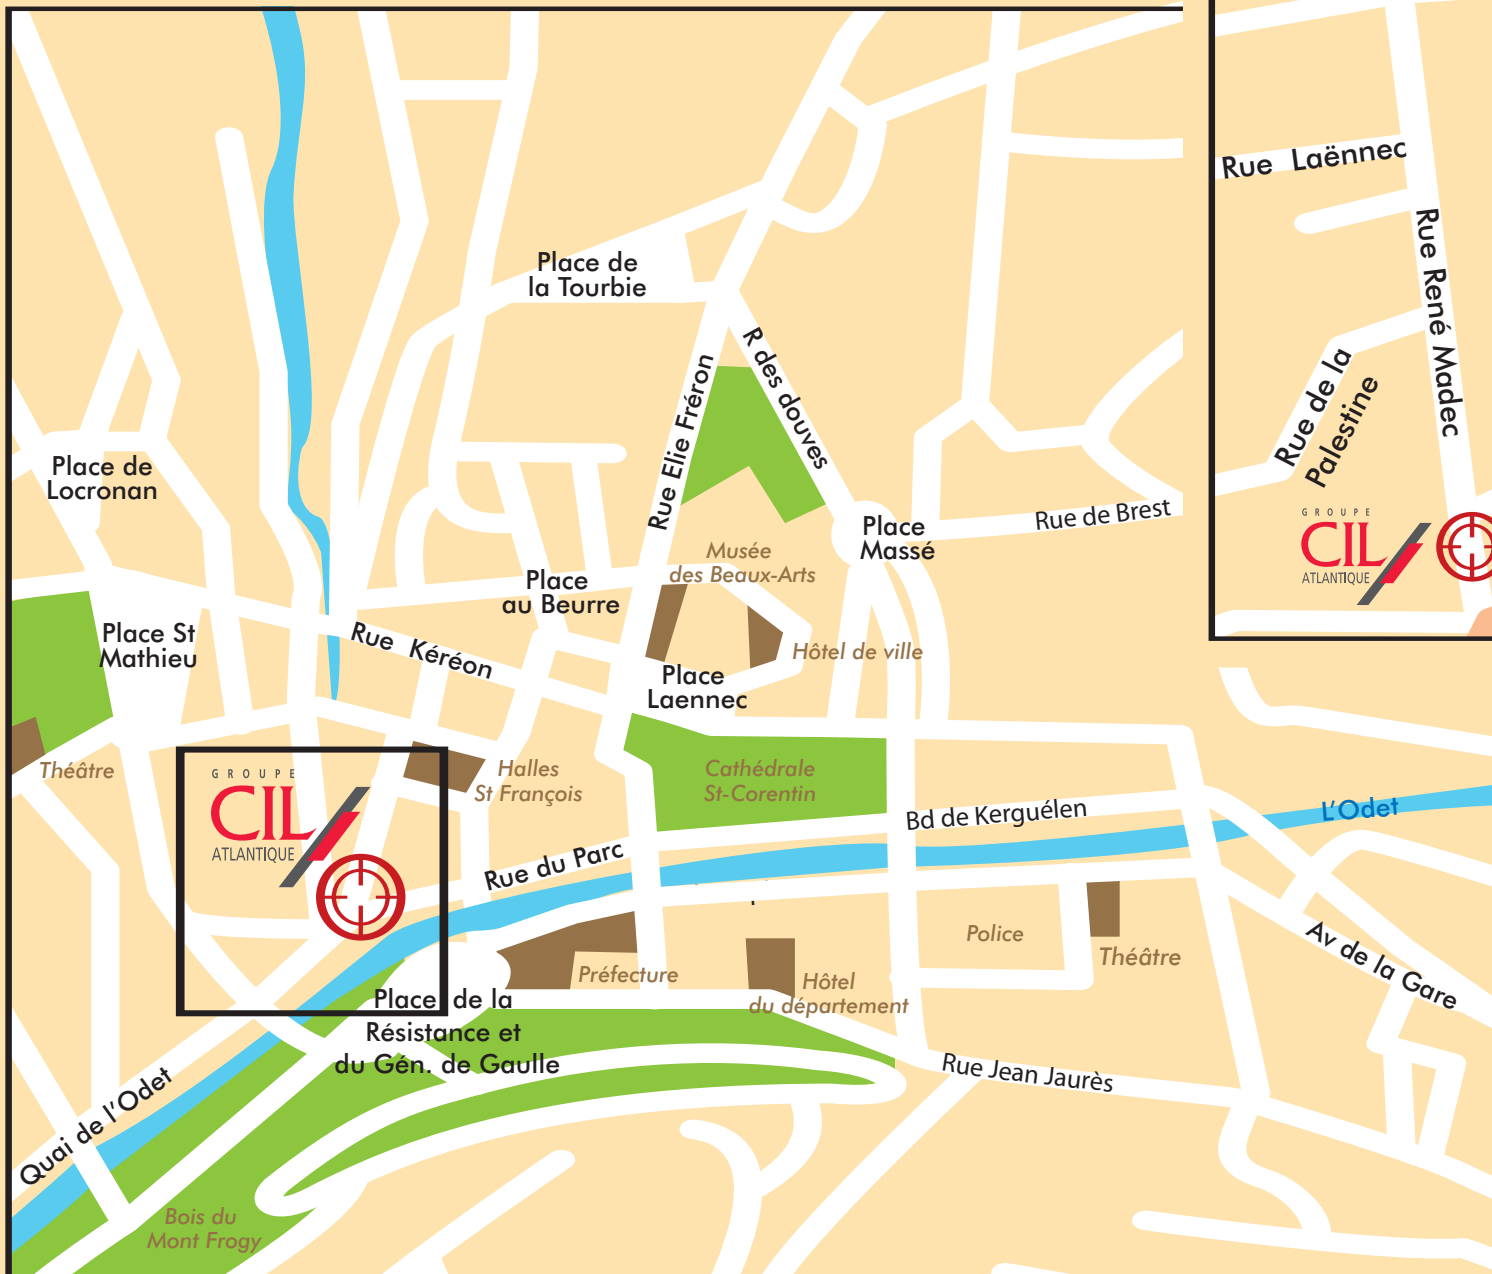 Rue Laënnec
Rue René Madec
Rue de la
Palestine
GROUPE
CIL
ATLANTIQUE
Place de
la Tourbie
R des douves
Rue Elie Fréron
Place de
Locronan
Rue de Brest
Place
Massé
Musée
des Beaux-Arts
Place
au Beurre
Place St
Mathieu
Rue Kéréon
Hôtel de ville
Place
Laennec
Théâtre
Halles
St François
Cathédrale
St-Corentin
GROUPE
CIL
ATLANTIQUE
Bd de Kerguélen
L'Odet
Rue du Parc
Police
Théâtre
Av de la Gare
Préfecture
Hôtel
du département
Place de la
Résistance et
du Gén. de Gaulle
Rue Jean Jaurès
Quai de l'Odet
Bois du
Mont Frogy